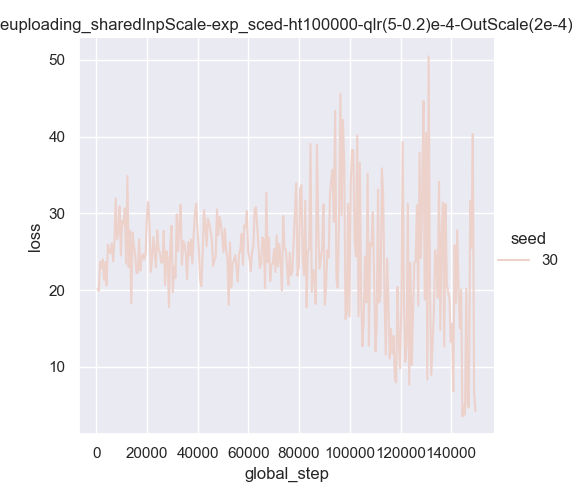 euploading_sharedInpScale-exp_sced-ht100000-qlr(5-0.2)e-4-OutScale(2e-4)
50
40
30
20
10
loss
0 20000 40000 60000 80000 100000 120000 140000
global_step
seed
30